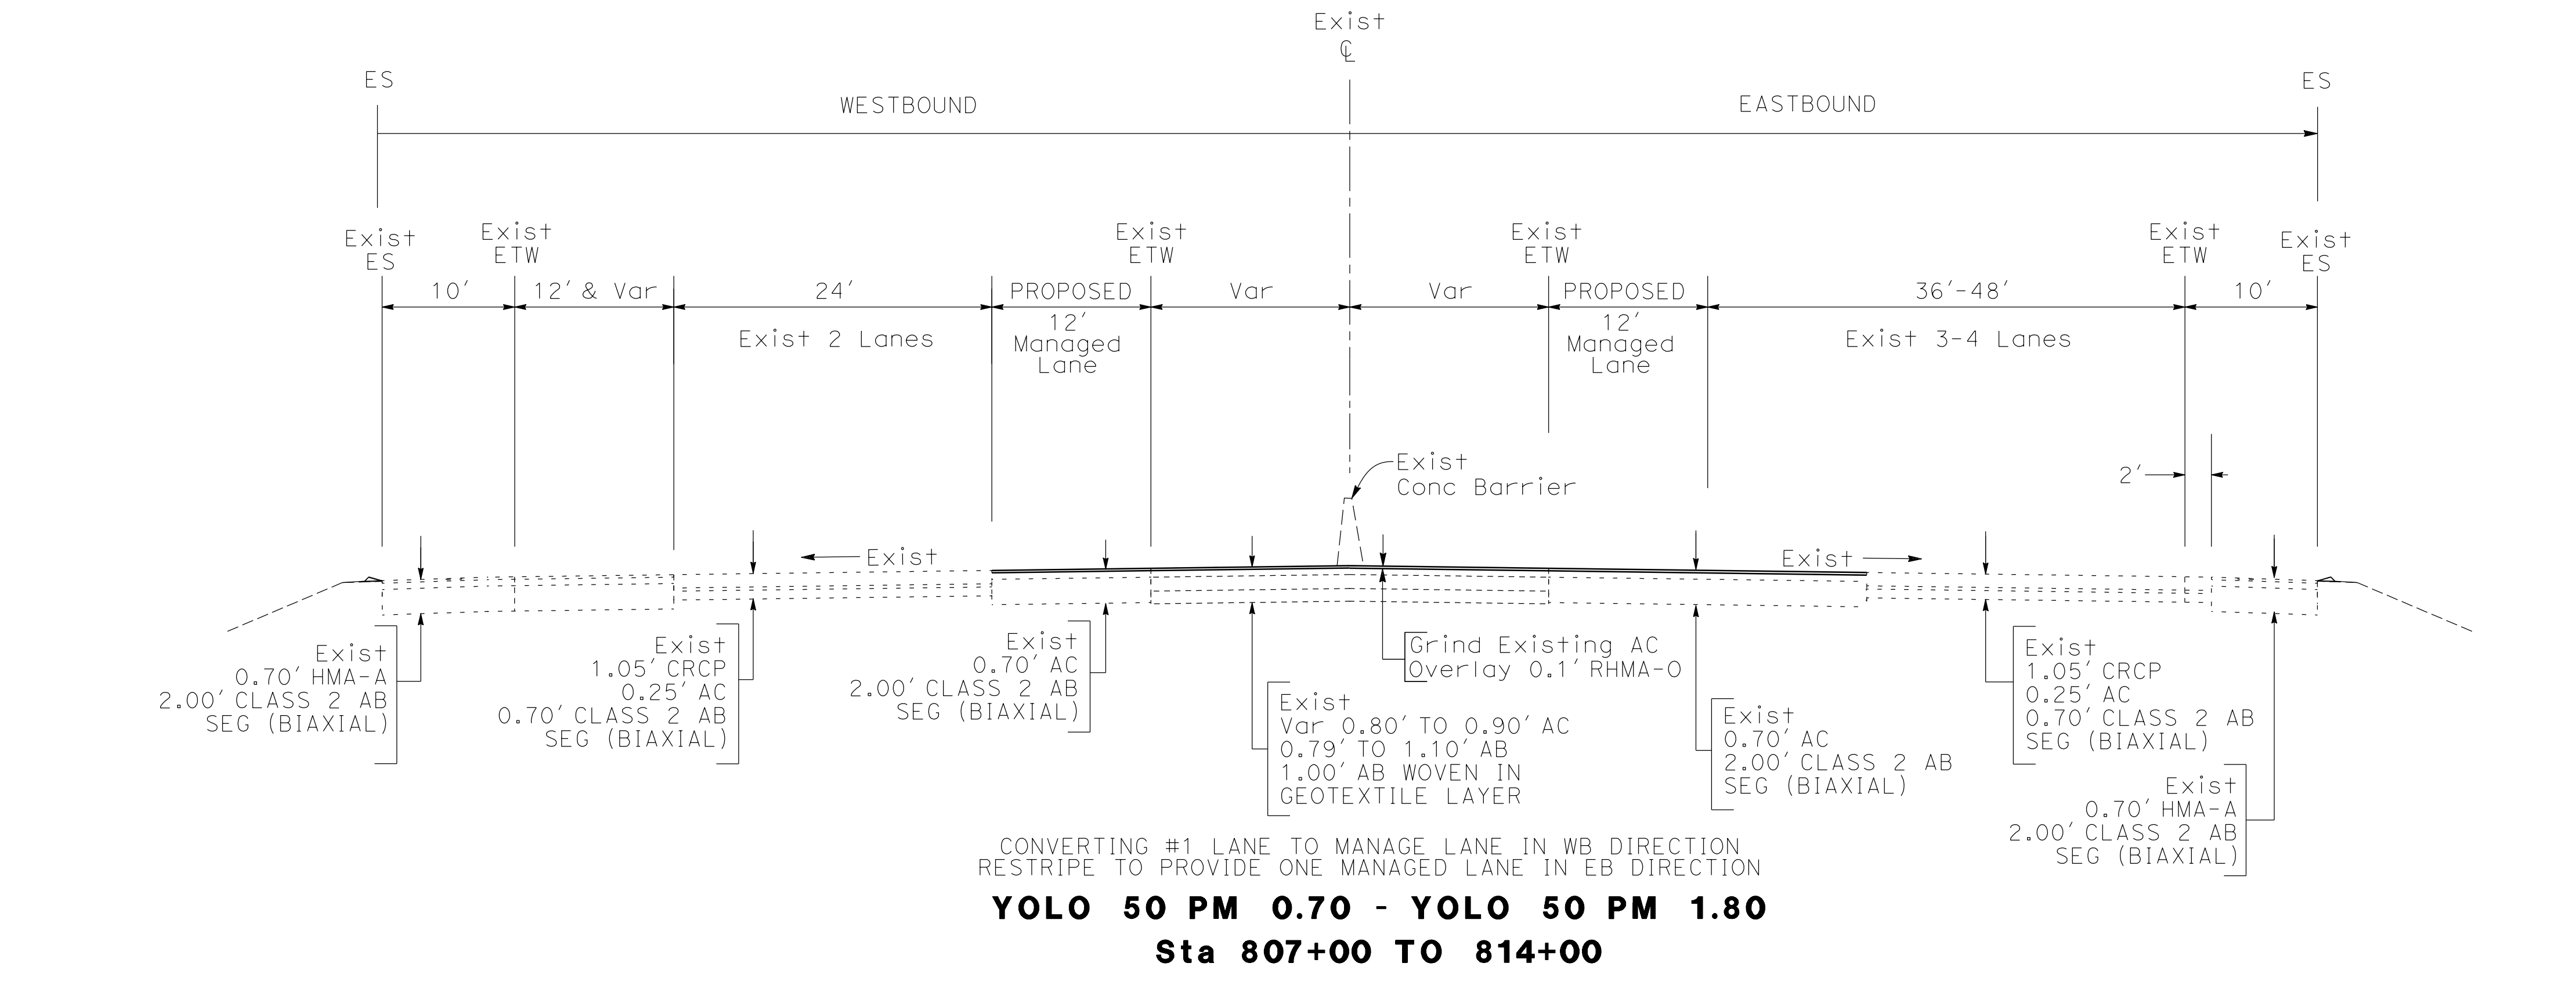 Exist
℄
ES
ES
WESTBOUND
EASTBOUND
Exist
ES
Exist
ETW
Exist
ETW
Exist
ETW
Exist
ETW
Exist
ES
10'
12' & Var
24'
PROPOSED
Var
Var
PROPOSED
36'-48'
10'
Exist 2 Lanes
12'
Managed
Lane
12'
Managed
Lane
Exist 3-4 Lanes
Exist
Conc Barrier
2'
Exist
Exist
Exist
0.70' HMA-A
2.00' CLASS 2 AB
SEG (BIAXIAL)
Exist
1.05' CRCP
0.25' AC
0.70' CLASS 2 AB
SEG (BIAXIAL)
Exist
0.70' AC
2.00' CLASS 2 AB
SEG (BIAXIAL)
Grind Existing AC
Overlay 0.1' RHMA-O
Exist
Var 0.80' TO 0.90' AC
0.79' TO 1.10' AB
1.00' AB WOVEN IN
GEOTEXTILE LAYER
Exist
0.70' AC
2.00' CLASS 2 AB
SEG (BIAXIAL)
Exist
1.05' CRCP
0.25' AC
0.70' CLASS 2 AB
SEG (BIAXIAL)
Exist
0.70' HMA-A
2.00' CLASS 2 AB
SEG (BIAXIAL)
CONVERTING #1 LANE TO MANAGE LANE IN WB DIRECTION
RESTRIPE TO PROVIDE ONE MANAGED LANE IN EB DIRECTION
YOLO 50 PM 0.70 - YOLO 50 PM 1.80
Sta 807+00 TO 814+00